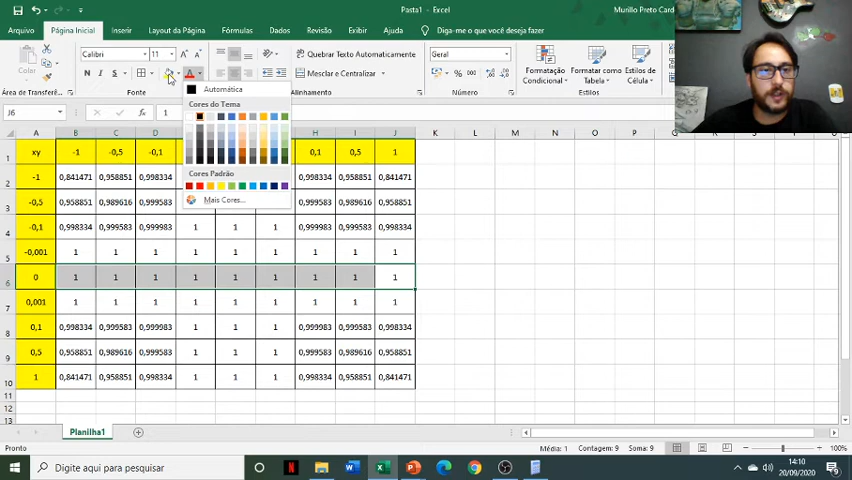 Pasta1 - Excel
Murillo Preto Card
Arquivo Página Inicial Inserir Layout da Página Fórmulas Dados Revisão Exibir Ajuda Diga-me o que deseja fazer
Colar
Calibri 11
Quebrar Texto Automaticamente
Geral
N I S
Mesclar e Centralizar
Formatação Condicional
Formatar como Tabela
Estilos de Célula
Área de Transferê...
Fonte
Estilos
Automática
Cores do Tema
Cores Padrão
Mais Cores...
J6
1
A B C D H I J K L M N O P Q R S T
1 xy -1 -0,5 -0,1 0,1 0,5 1
2 -1 0,841471 0,958851 0,998334 0,998334 0,958851 0,841471
3 -0,5 0,958851 0,989616 0,999583 0,999583 0,989616 0,958851
4 -0,1 0,998334 0,999583 0,999983 1 1 1 0,999983 0,999583 0,998334
5 -0,001 1 1 1 1 1 1 1 1 1
6 0 1 1 1 1 1 1 1 1 1
7 0,001 1 1 1 1 1 1 1 1 1
8 0,1 0,998334 0,999583 0,999983 1 1 1 0,999983 0,999583 0,998334
9 0,5 0,958851 0,989616 0,999583 1 1 1 0,999583 0,989616 0,958851
10 1 0,841471 0,958851 0,998334 1 1 1 0,998334 0,958851 0,841471
11
12
13
Planilha1
Pronto
Média: 1 Contagem: 9 Soma: 9
100%
Digite aqui para pesquisar
14:10
20/09/2020